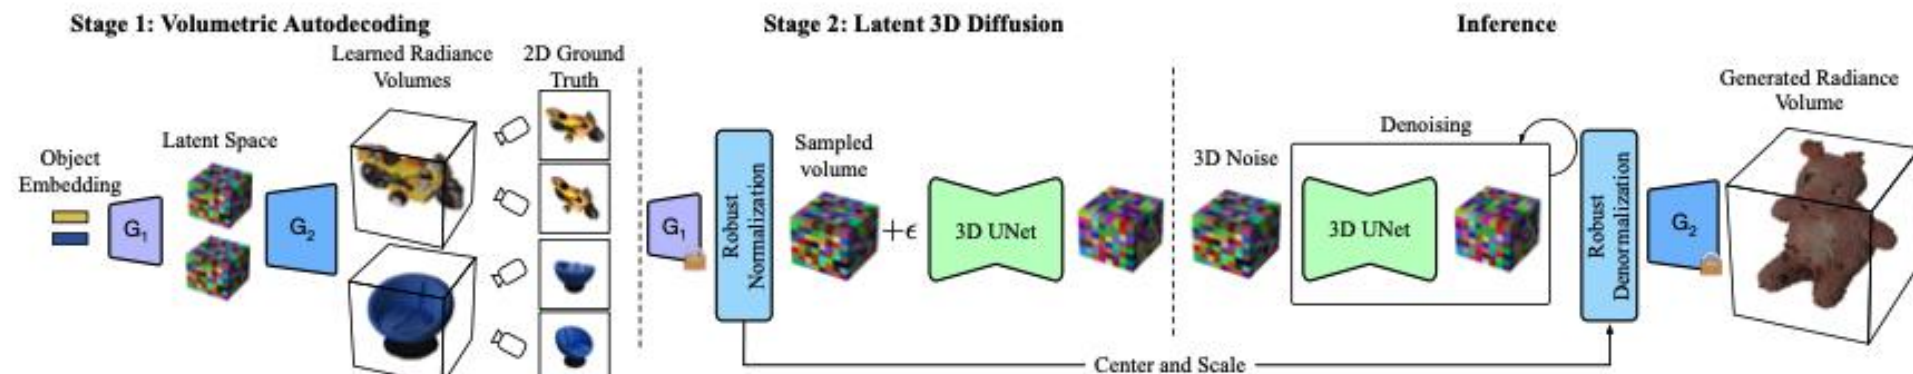 Stage 1: Volumetric Autodecoding
Learned Radiance
Volumes
2D Ground
Truth
Latent Space
Object
Embedding
G1
G2
Stage 2: Latent 3D Diffusion
G1
Robust
Normalization
Sampled
volume
+ϵ
3D UNet
Inference
3D Noise
Denoising
3D UNet
Robust
Denormalization
G2
Generated Radiance
Volume
Center and Scale